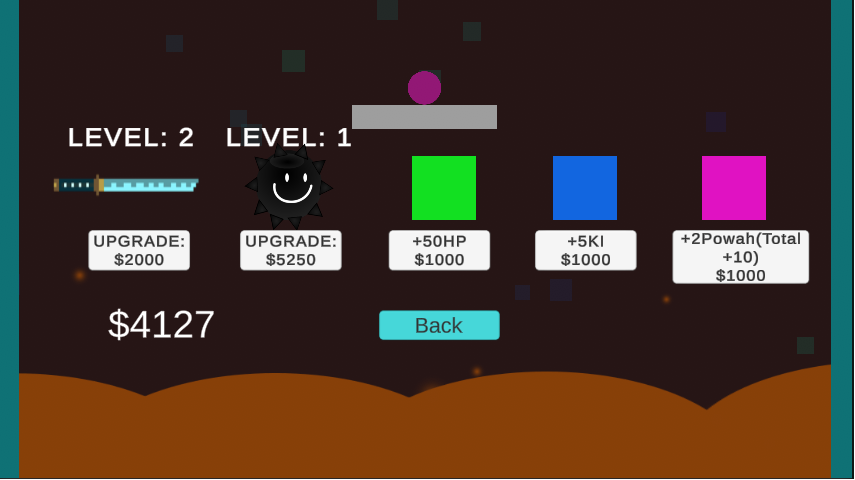 LEVEL: 2
LEVEL: 1
UPGRADE:
$2000
UPGRADE:
$5250
+50HP
$1000
+5KI
$1000
+2Powah(Total
+10)
$1000
$4127
Back